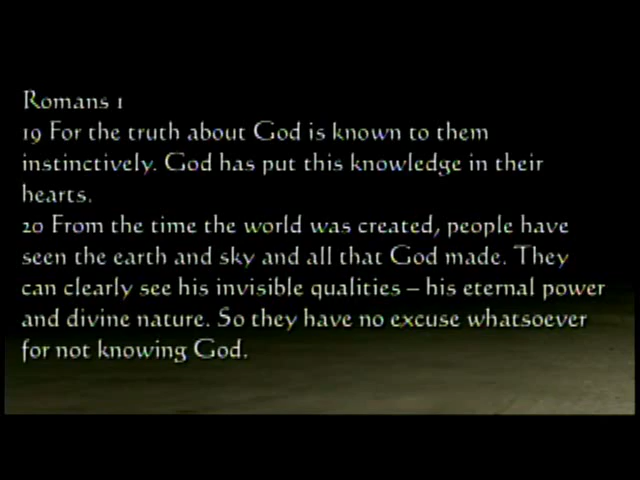 Romans 1
19 For the truth about God is known to them
instinctively. God has put this knowledge in their
hearts.
20 From the time the world was created, people have
seen the earth and sky and all that God made. They
can clearly see his invisible qualities – his eternal power
and divine nature. So they have no excuse whatsoever
for not knowing God.